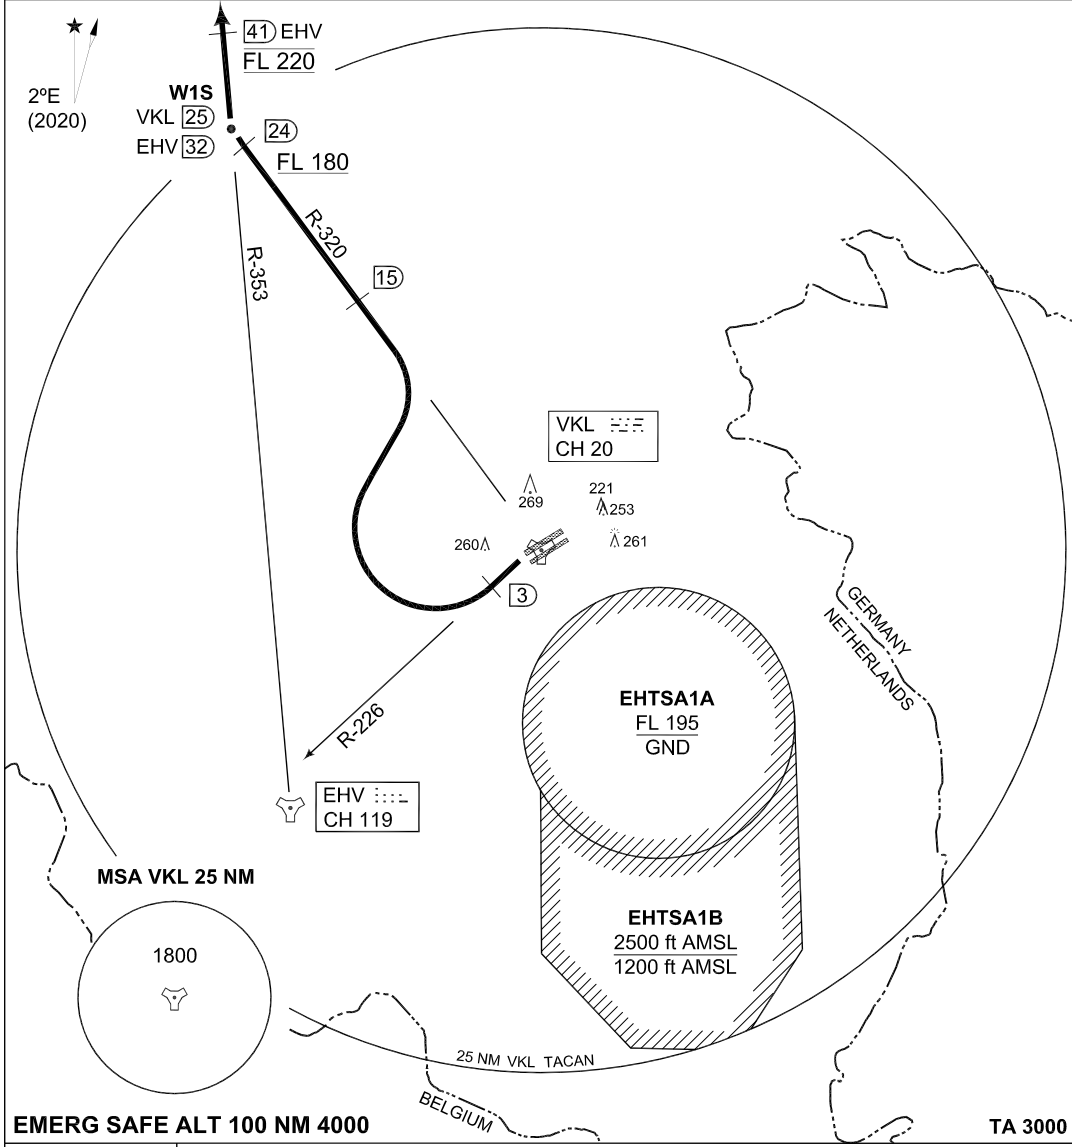 41 EHV
FL 220
2ºE
(2020)
W1S
VKL 25
EHV 32
24
FL 180
R-320
R-353
15
VKL
CH 20
269
221
253
260
261
3
GERMANY
NETHERLANDS
EHTSA1A
FL 195
GND
R-226
EHV
CH 119
MSA VKL 25 NM
1800
EHTSA1B
2500 ft AMSL
1200 ft AMSL
25 NM VKL TACAN
BELGIUM
EMERG SAFE ALT 100 NM 4000
TA 3000